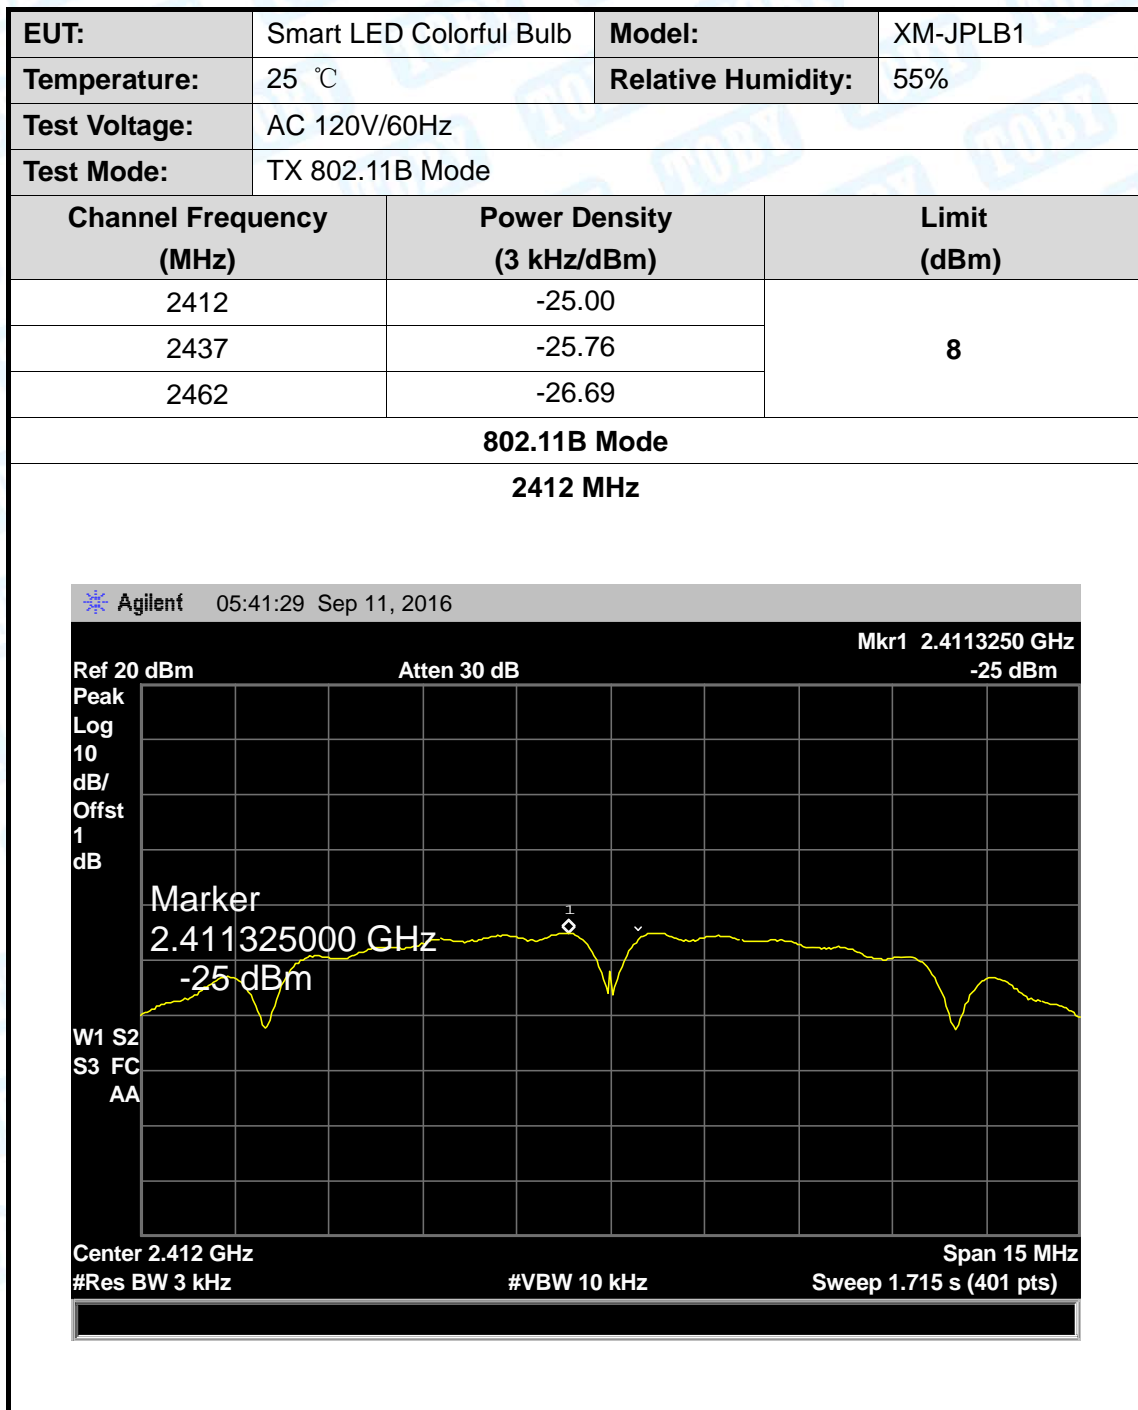 EUT: Smart LED Colorful Bulb Model: XM-JPLB1
Temperature: 25 ℃ Relative Humidity: 55%
Test Voltage: AC 120V/60Hz
Test Mode: TX 802.11B Mode
Channel Frequency (MHz) Power Density (3 kHz/dBm) Limit (dBm)
2412 -25.00 8
2437 -25.76
2462 -26.69
802.11B Mode
2412 MHz
Agilent 05:41:29 Sep 11, 2016
Mkr1 2.4113250 GHz
Ref 20 dBm Atten 30 dB -25 dBm
Peak
Log
10
dB/
Offst
1
dB
Marker
2.411325000 GHz
-25 dBm
1
W1 S2
S3 FC
AA
Center 2.412 GHz Span 15 MHz
#Res BW 3 kHz #VBW 10 kHz Sweep 1.715 s (401 pts)
TOBY